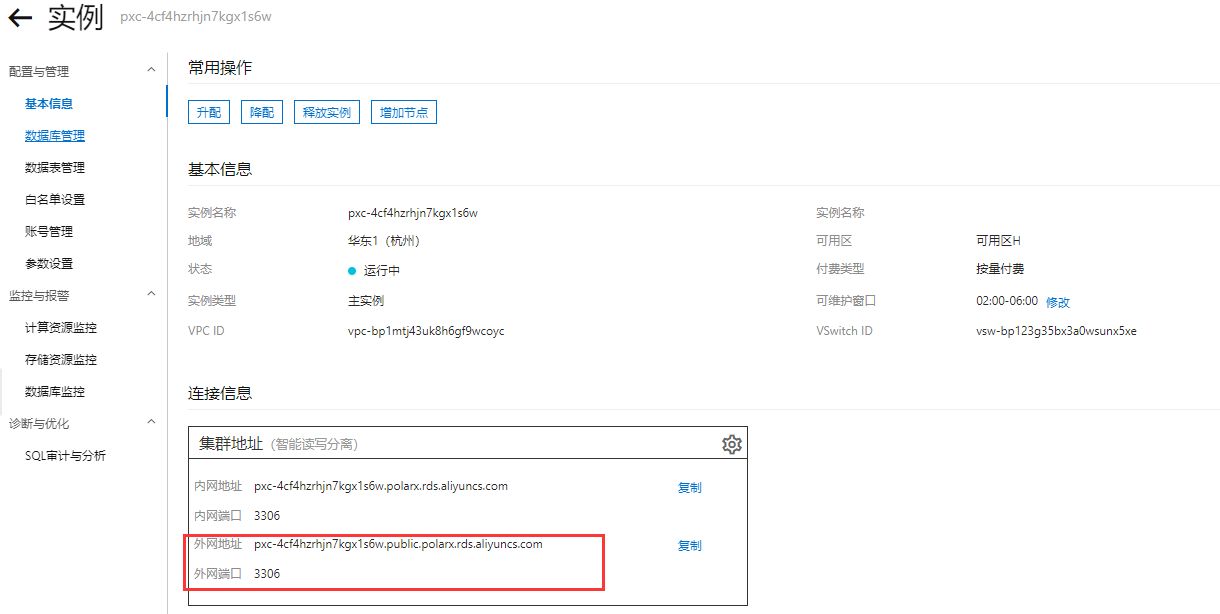 实例 pxc-4cf4hzrhjn7kgx1s6w
配置与管理
基本信息
数据库管理
数据表管理
白名单设置
账号管理
参数设置
监控与报警
计算资源监控
存储资源监控
数据库监控
诊断与优化
SQL审计与分析
常用操作
升配 降配 释放实例 增加节点
基本信息
实例名称 pxc-4cf4hzrhjn7kgx1s6w 实例名称
地域 华东1（杭州） 可用区 可用区H
状态 运行中 付费类型 按量付费
实例类型 主实例 可维护窗口 02:00-06:00 修改
VPC ID vpc-bp1mtj43uk8h6gf9wcoyc VSwitch ID vsw-bp123g35bx3a0wsunx5xe
连接信息
集群地址（智能读写分离）
内网地址 pxc-4cf4hzrhjn7kgx1s6w.polarx.rds.aliyuncs.com 复制
内网端口 3306
外网地址 pxc-4cf4hzrhjn7kgx1s6w.public.polarx.rds.aliyuncs.com 复制
外网端口 3306